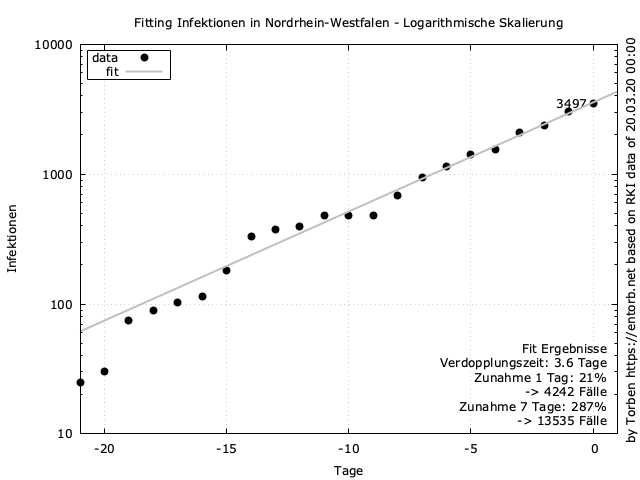 Fitting Infektionen in Nordrhein-Westfalen - Logarithmische Skalierung
10000
1000
100
10
Infektionen
data
fit
3497
Fit Ergebnisse
Verdopplungszeit: 3.6 Tage
Zunahme 1 Tag: 21%
-> 4242 Fälle
Zunahme 7 Tage: 287%
-> 13535 Fälle
-20 -15 -10 -5 0
Tage
by Torben https://entorb.net based on RKI data of 20.03.20 00:00